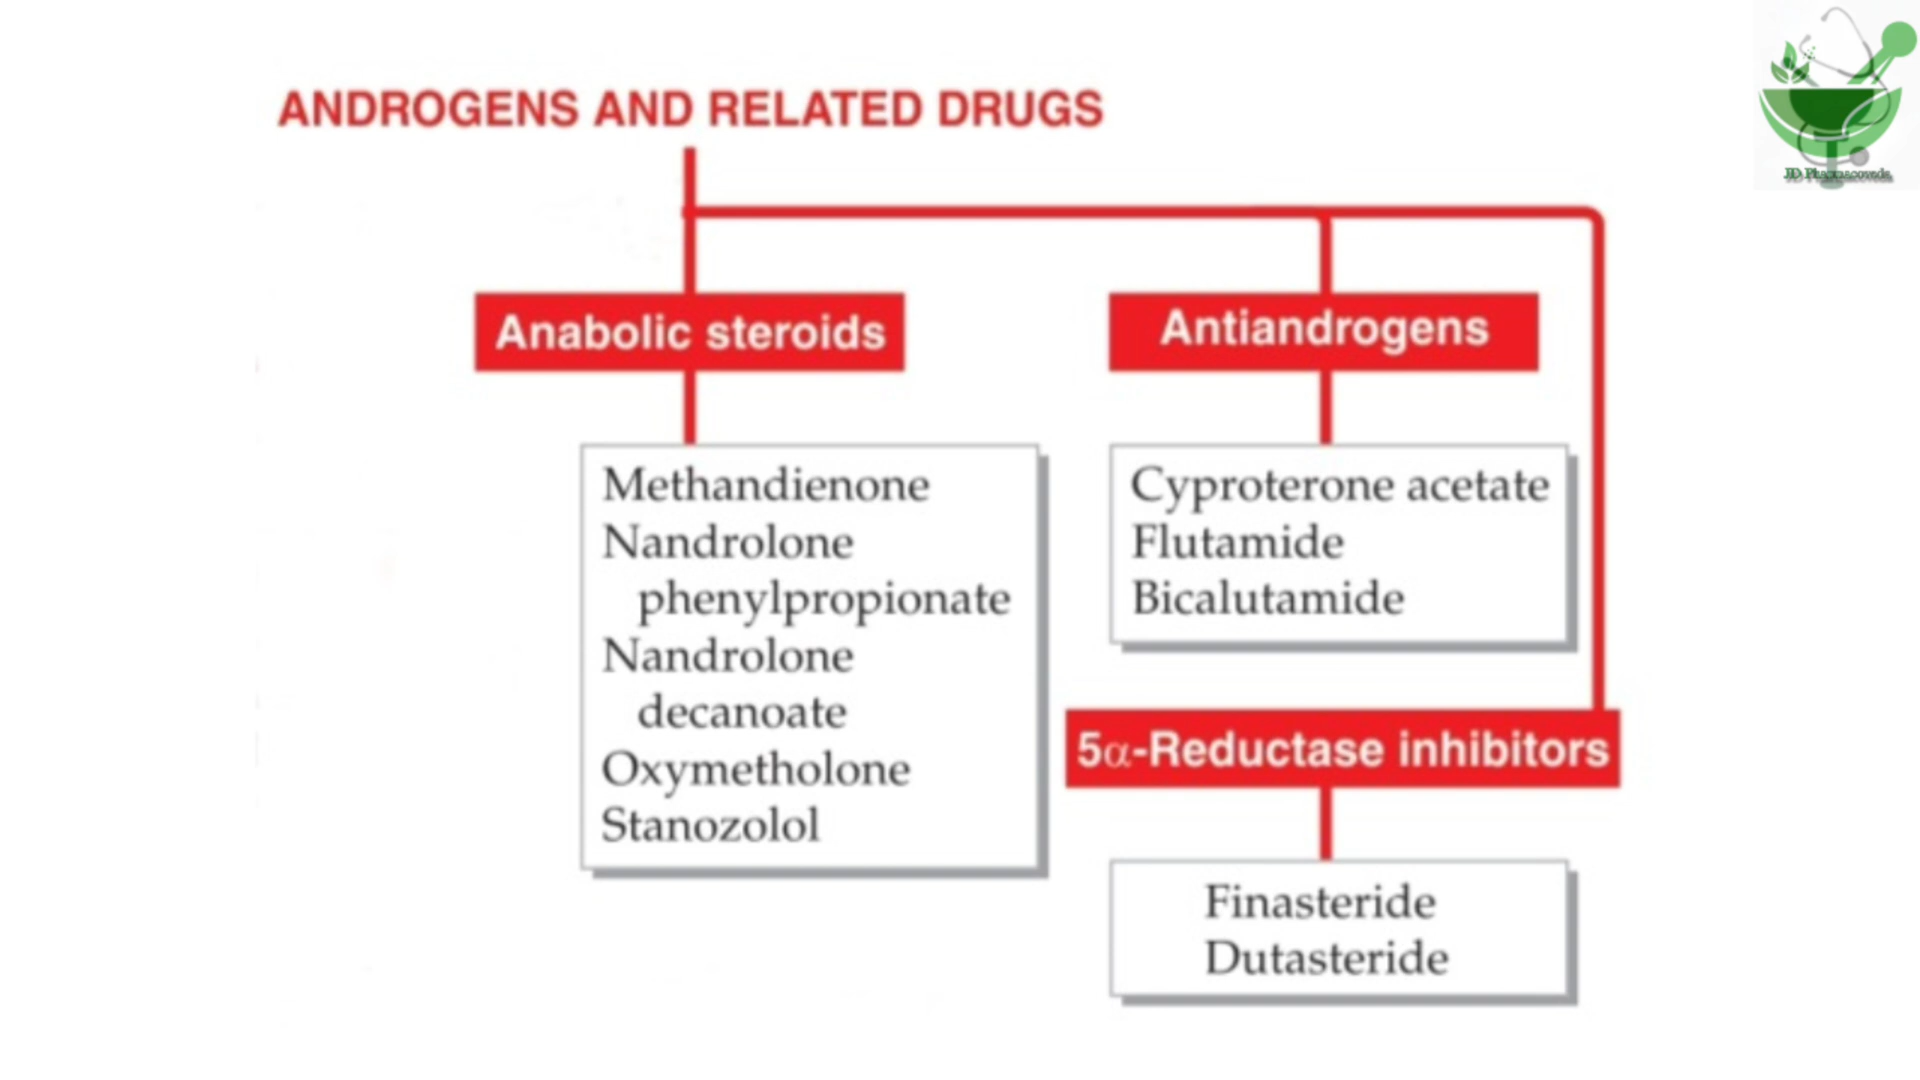 ANDROGENS AND RELATED DRUGS
Anabolic steroids
Methandienone
Nandrolone
phenylpropionate
Nandrolone
decanoate
Oxymetholone
Stanozolol
Antiandrogens
Cyproterone acetate
Flutamide
Bicalutamide
5α-Reductase inhibitors
Finasteride
Dutasteride